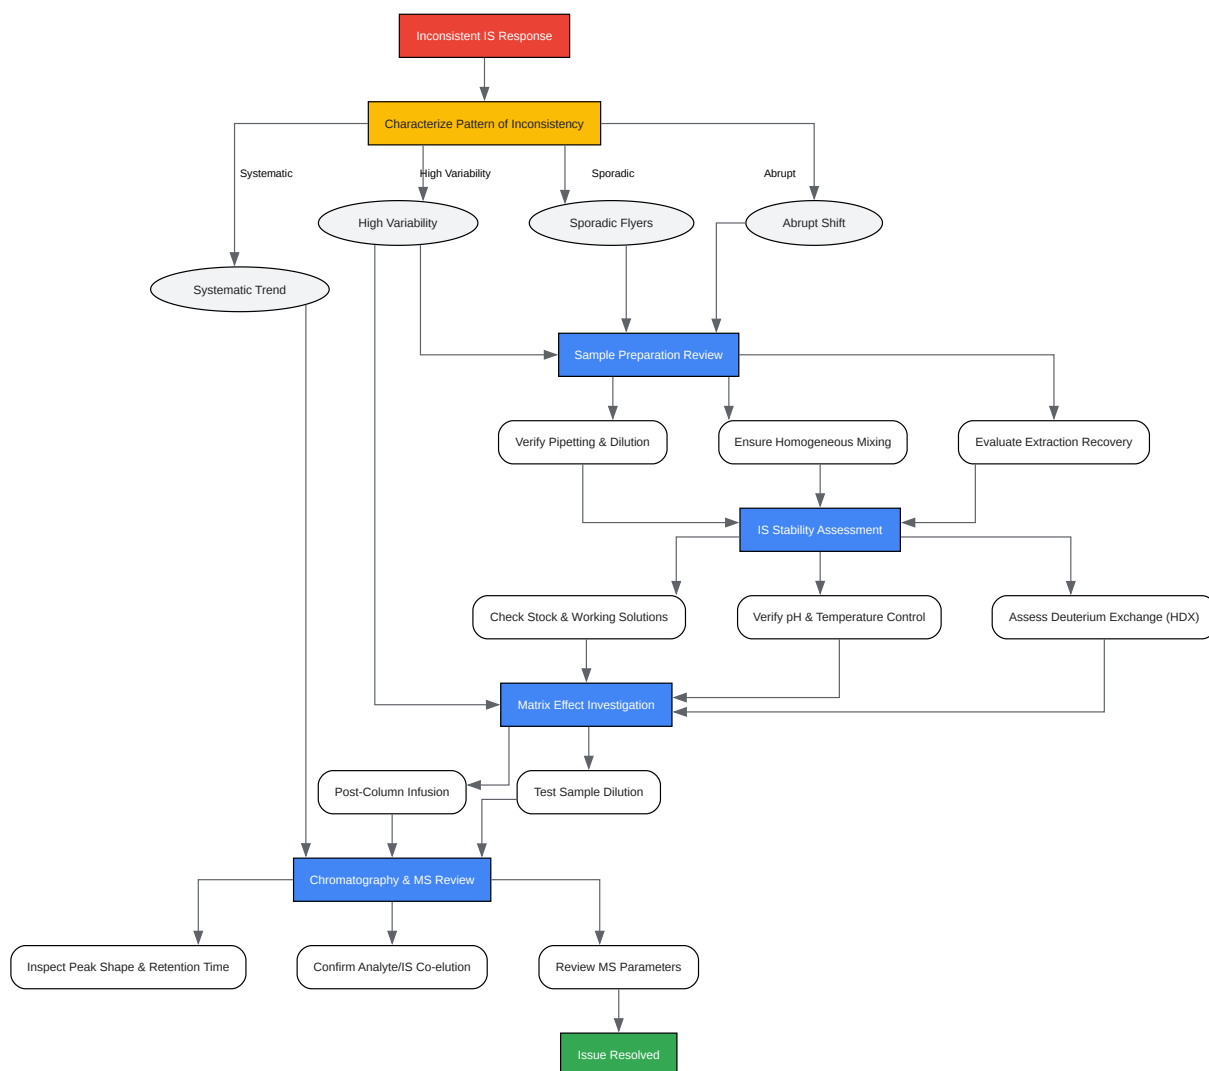 Inconsistent IS Response
Characterize Pattern of Inconsistency
Systematic
High Variability
Sporadic
Abrupt
High Variability
Sporadic Flyers
Abrupt Shift
Systematic Trend
Sample Preparation Review
Verify Pipetting & Dilution
Ensure Homogeneous Mixing
Evaluate Extraction Recovery
IS Stability Assessment
Check Stock & Working Solutions
Verify pH & Temperature Control
Assess Deuterium Exchange (HDX)
Matrix Effect Investigation
Post-Column Infusion
Test Sample Dilution
Chromatography & MS Review
Inspect Peak Shape & Retention Time
Confirm Analyte/IS Co-elution
Review MS Parameters
Issue Resolved